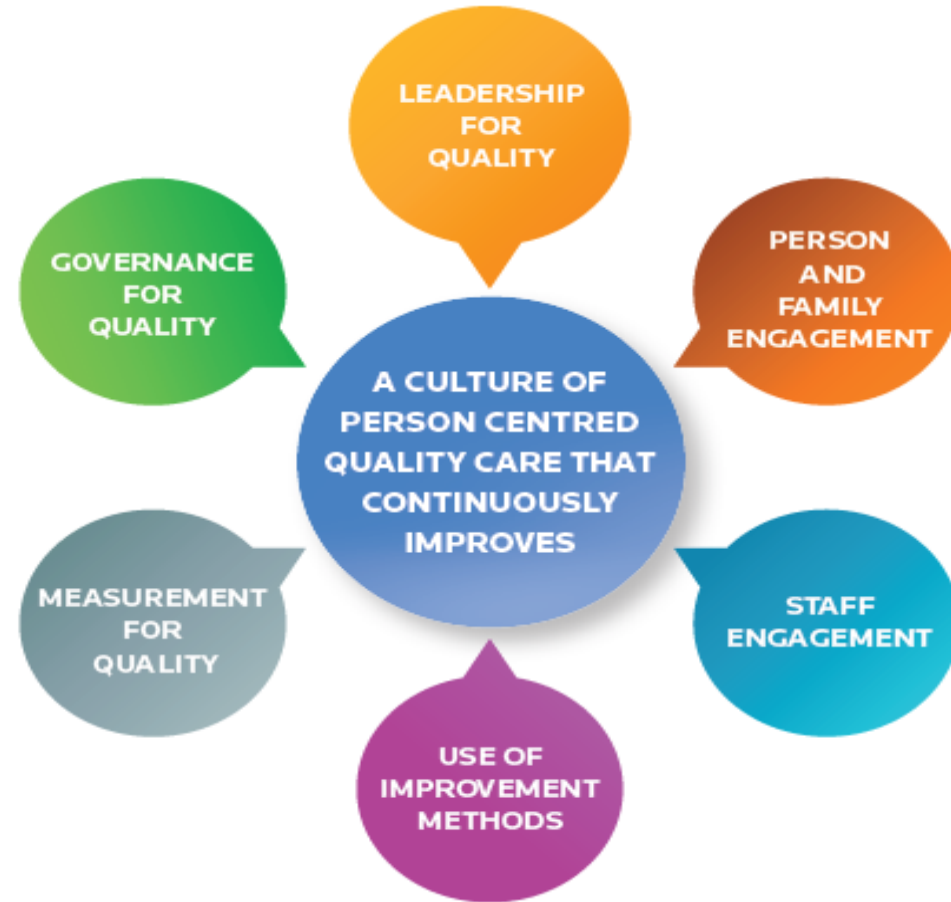 LEADERSHIP
FOR
QUALITY
PERSON
AND
FAMILY
ENGAGEMENT
STAFF
ENGAGEMENT
USE OF
IMPROVEMENT
METHODS
MEASUREMENT
FOR
QUALITY
GOVERNANCE
FOR
QUALITY
A CULTURE OF
PERSON CENTRED
QUALITY CARE THAT
CONTINUOUSLY
IMPROVES